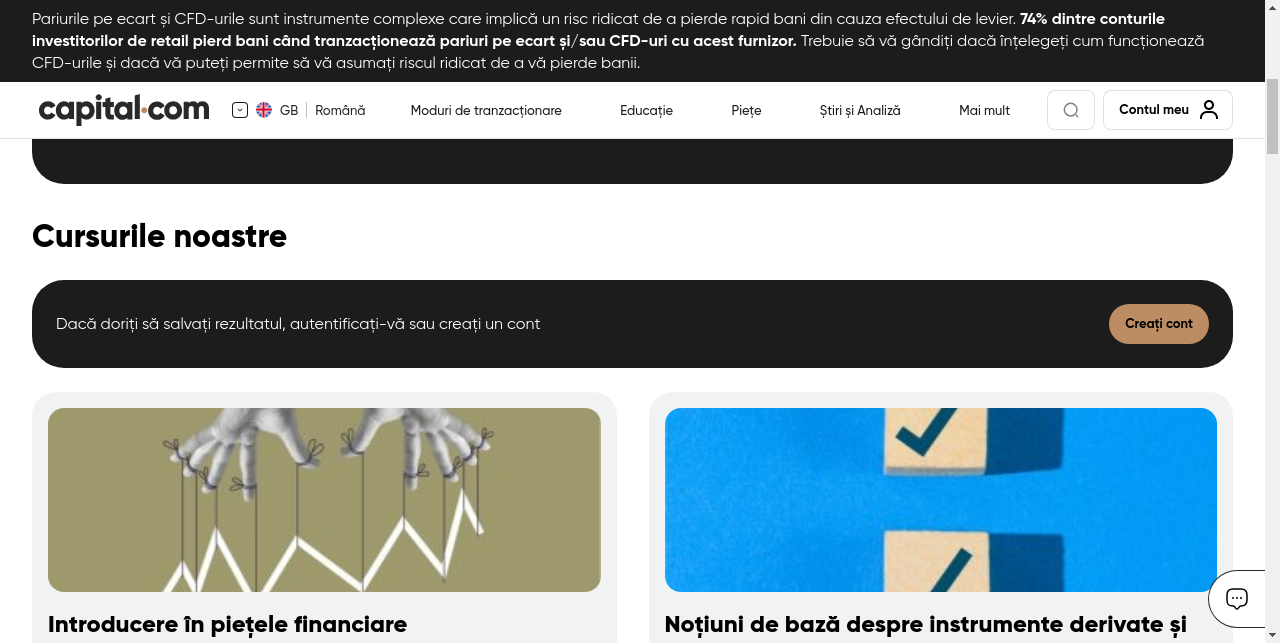 Pariurile pe ecart și CFD-urile sunt instrumente complexe care implică un risc ridicat de a pierde rapid bani din cauza efectului de levier. 74% dintre conturile
investitorilor de retail pierd bani când tranzacționează pariuri pe ecart și/sau CFD-uri cu acest furnizor. Trebuie să vă gândiți dacă înțelegeți cum funcționează
CFD-urile și dacă vă puteți permite să vă asumați riscul ridicat de a vă pierde banii.
capital.com GB Română Moduri de tranzacționare Educație Piețe Știri și Analiză Mai mult Contul meu
Cursurile noastre
Dacă doriți să salvați rezultatul, autentificați-vă sau creați un cont Creați cont
Introducere în piețele financiare
Noțiuni de bază despre instrumente derivate și